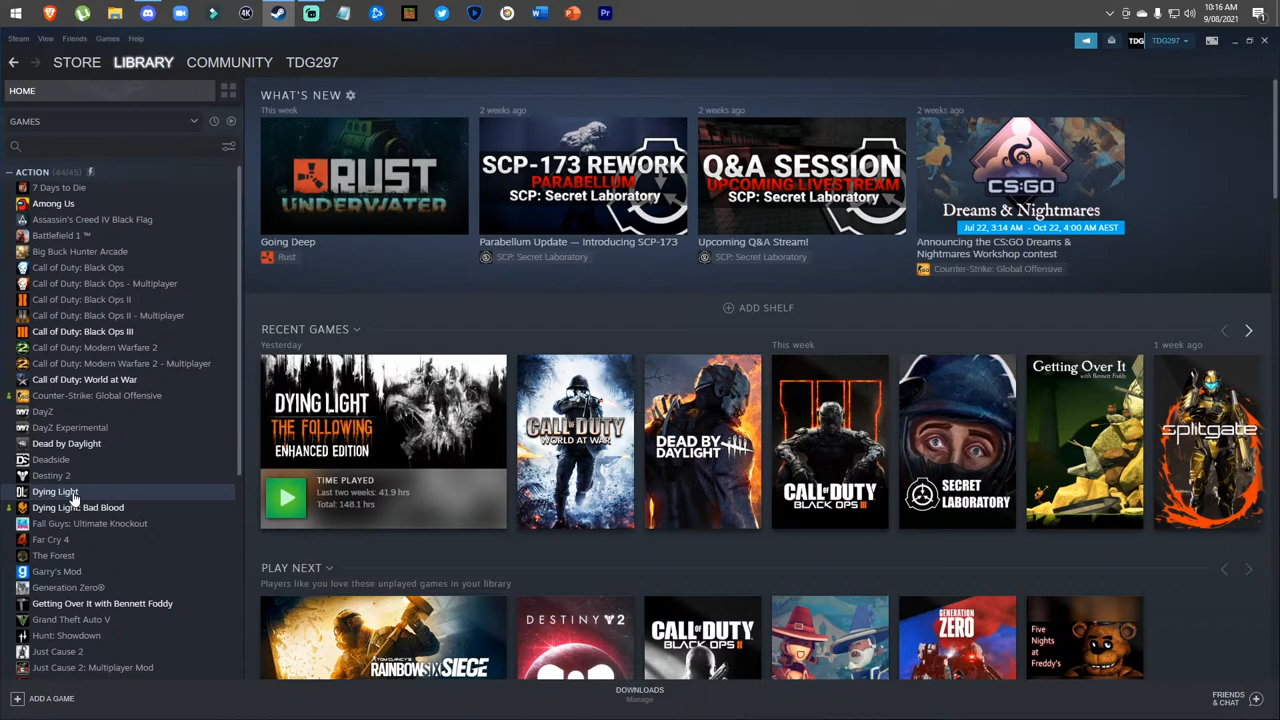 10:16 AM
9/08/2021
Steam View Friends Games Help
TDG TDG297
STORE LIBRARY COMMUNITY TDG297
HOME
GAMES
ACTION (44/45)
7 Days to Die
Among Us
Assassin's Creed IV Black Flag
Battlefield 1 ™
Big Buck Hunter Arcade
Call of Duty: Black Ops
Call of Duty: Black Ops - Multiplayer
Call of Duty: Black Ops II
Call of Duty: Black Ops II - Multiplayer
Call of Duty: Black Ops III
Call of Duty: Modern Warfare 2
Call of Duty: Modern Warfare 2 - Multiplayer
Call of Duty: World at War
Counter-Strike: Global Offensive
DayZ
DayZ Experimental
Dead by Daylight
Deadside
Destiny 2
Dying Light
Dying Light: Bad Blood
Fall Guys: Ultimate Knockout
Far Cry 4
The Forest
Garry's Mod
Generation Zero®
Getting Over It with Bennett Foddy
Grand Theft Auto V
Hunt: Showdown
Just Cause 2
Just Cause 2: Multiplayer Mod
ADD A GAME
WHAT'S NEW
This week
RUST
UNDERWATER
Going Deep
Rust
2 weeks ago
SCP-173 REWORK
PARABELLUM
SCP: Secret Laboratory
Parabellum Update — Introducing SCP-173
SCP: Secret Laboratory
2 weeks ago
Q&A SESSION
UPCOMING LIVESTREAM
SCP: Secret Laboratory
Upcoming Q&A Stream!
SCP: Secret Laboratory
2 weeks ago
CS:GO
Dreams & Nightmares
Jul 22, 3:14 AM - Oct 22, 4:00 AM AEST
Announcing the CS:GO Dreams &
Nightmares Workshop contest
Counter-Strike: Global Offensive
ADD SHELF
RECENT GAMES
Yesterday
DYING LIGHT
THE FOLLOWING
ENHANCED EDITION
TIME PLAYED
Last two weeks: 41.9 hrs
Total: 148.1 hrs
CALL OF DUTY
WORLD AT WAR
DEAD BY
DAYLIGHT
This week
III
CALL OF DUTY
BLACK OPS III
SECRET
LABORATORY
Getting Over It
with Bennett Foddy
1 week ago
splitgate
PLAY NEXT
Players like you love these unplayed games in your library
TOM CLANCY'S
RAINBOW SIX SIEGE
DESTINY 2
CALL OF DUTY
BLACK OPS II
GENERATION
ZERO
Five
Nights
at
Freddy's
DOWNLOADS
Manage
FRIENDS
& CHAT